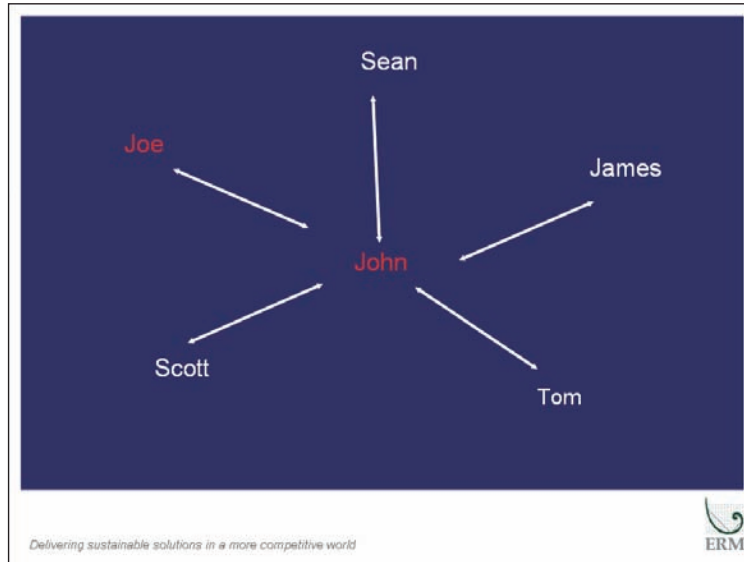 Sean
Joe
James
John
Scott
Tom
Delivering sustainable solutions in a more competitive world
ERM